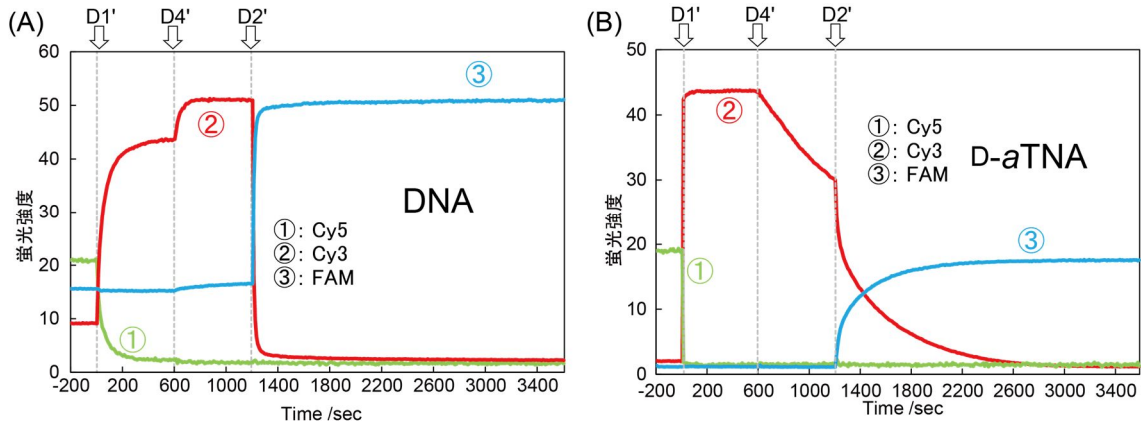 (A)
D1' D4' D2'
60
50
40
30
20
10
0
蛍光強度
③
②
①
DNA
①: Cy5
②: Cy3
③: FAM
-200 200 600 1000 1400 1800 2200 2600 3000 3400
Time /sec
(B)
D1' D4' D2'
50
40
30
20
10
0
蛍光強度
②
①
③
①: Cy5
②: Cy3
③: FAM
D-aTNA
-200 200 600 1000 1400 1800 2200 2600 3000 3400
Time /sec